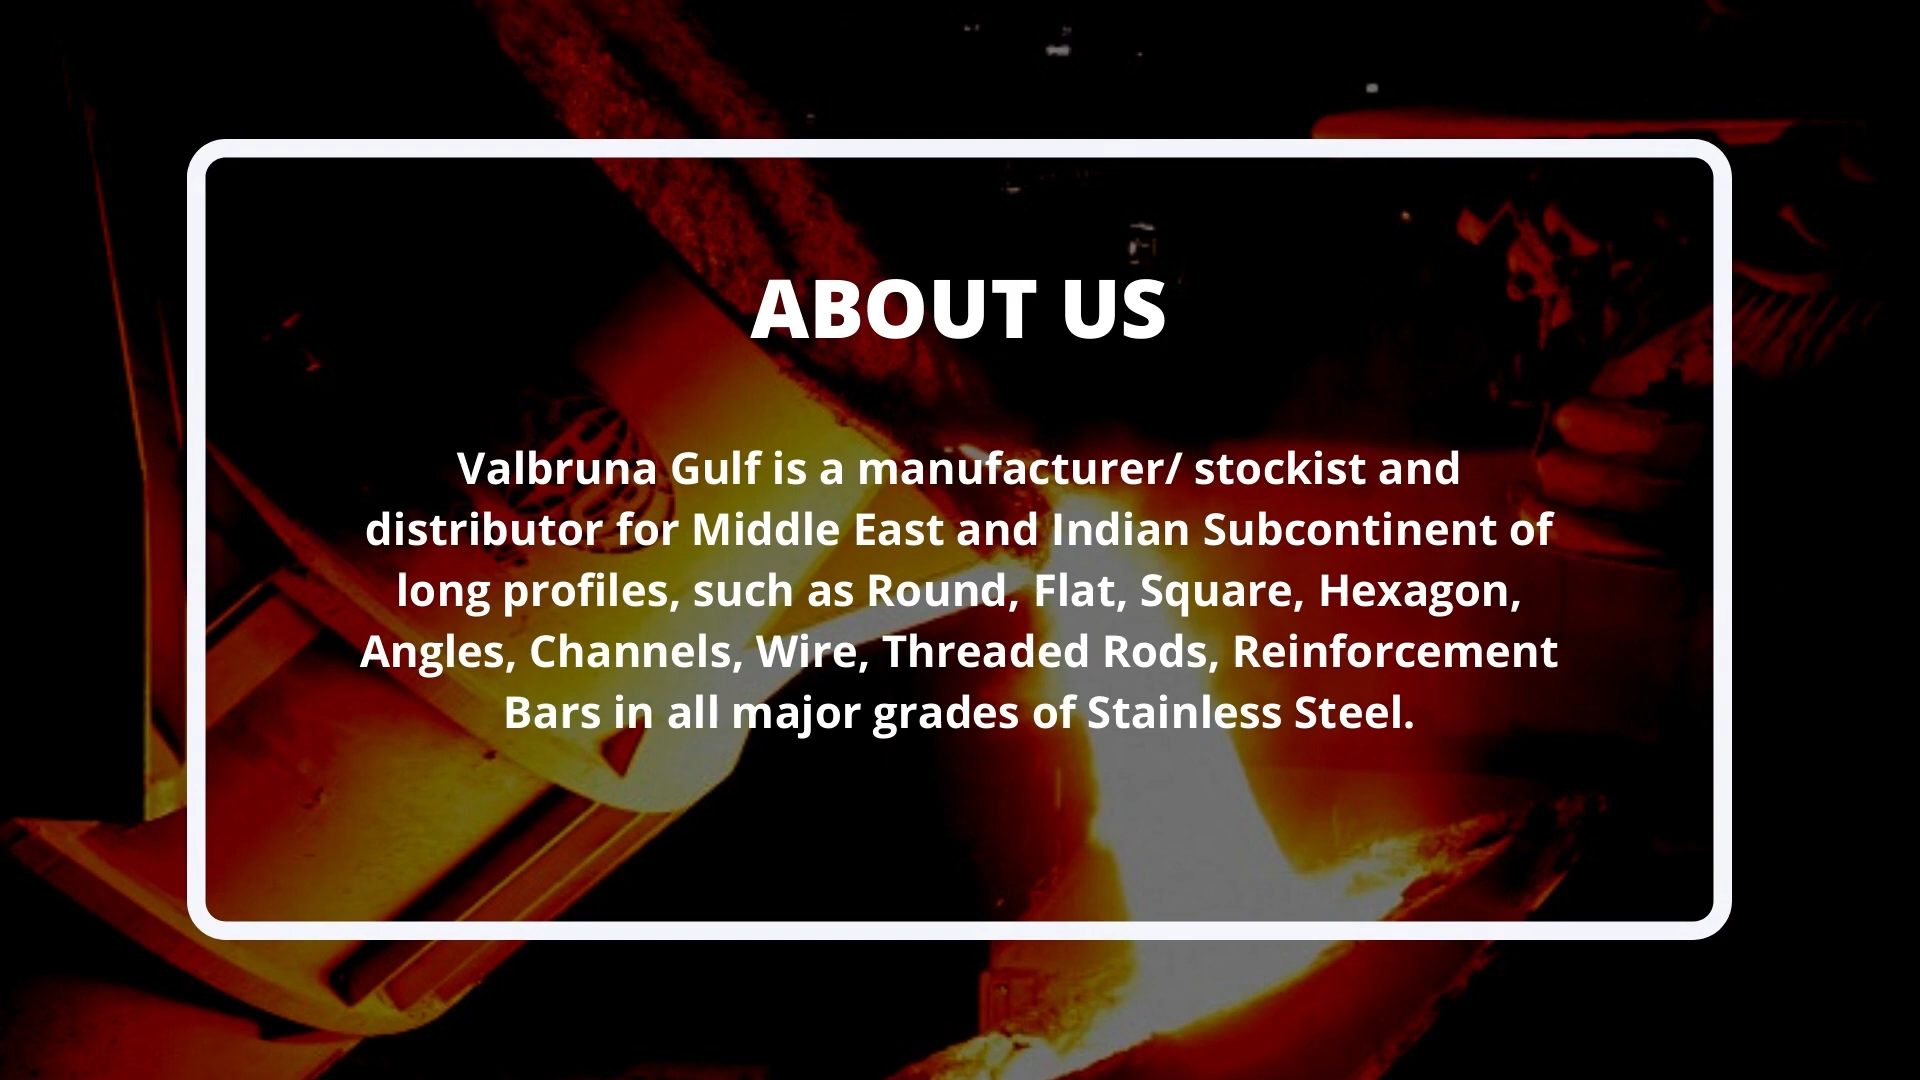 ABOUT US
Valbruna Gulf is a manufacturer/ stockist and
distributor for Middle East and Indian Subcontinent of
long profiles, such as Round, Flat, Square, Hexagon,
Angles, Channels, Wire, Threaded Rods, Reinforcement
Bars in all major grades of Stainless Steel.